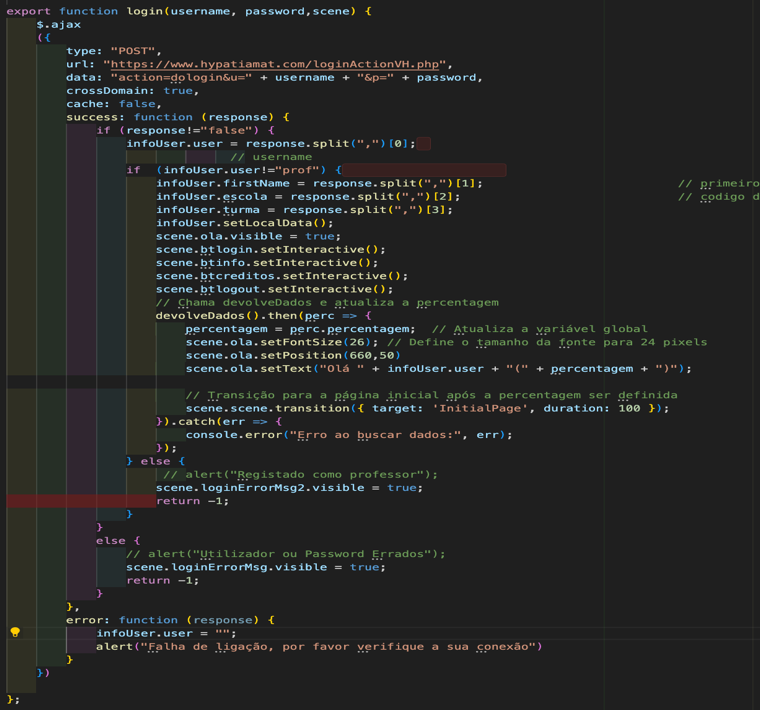 export function login(username, password,scene) {
$.ajax
({
type: "POST",
url: "https://www.hypatiamat.com/loginActionVH.php",
data: "action=dologin&u=" + username + "&p=" + password,
crossDomain: true,
cache: false,
success: function (response) {
if (response!="false") {
infoUser.user = response.split(",")[0];
// username
if  (infoUser.user!="prof") {
infoUser.firstName = response.split(",")[1]; // primeiro
infoUser.escola = response.split(",")[2]; // codigo d
infoUser.turma = response.split(",")[3];
infoUser.setLocalData();
scene.ola.visible = true;
scene.btlogin.setInteractive();
scene.btinfo.setInteractive();
scene.btcreditos.setInteractive();
scene.btlogout.setInteractive();
// Chama devolveDados e atualiza a percentagem
devolveDados().then(perc => {
percentagem = perc.percentagem;  // Atualiza a variável global
scene.ola.setFontSize(26); // Define o tamanho da fonte para 24 pixels
scene.ola.setPosition(660,50)
scene.ola.setText("Olá " + infoUser.user + "(" + percentagem + ")");
// Transição para a página inicial após a percentagem ser definida
scene.scene.transition({ target: 'InitialPage', duration: 100 });
}).catch(err => {
console.error("Erro ao buscar dados:", err);
});
} else {
// alert("Registado como professor");
scene.loginErrorMsg2.visible = true;
return -1;
}
}
else {
// alert("Utilizador ou Password Errados");
scene.loginErrorMsg.visible = true;
return -1;
}
},
error: function (response) {
infoUser.user = "";
alert("Falha de ligação, por favor verifique a sua conexão")
}
})
};